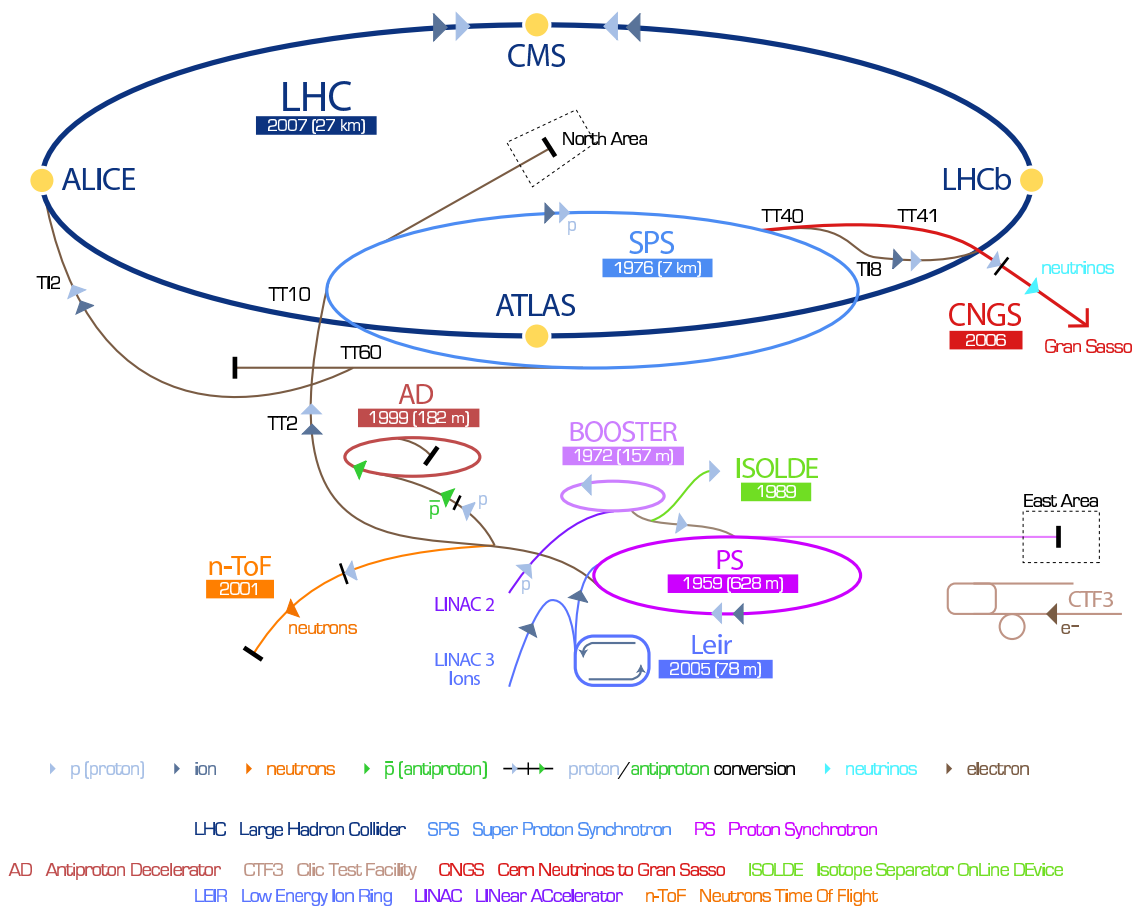 CMS
LHC
2007 (27 km)
North Area
ALICE
LHCb
TT40
TT41
p
SPS
1976 (7 km)
TI8
neutrinos
TI2
TT10
ATLAS
CNGS
2006
Gran Sasso
TT60
AD
1999 (182 m)
TT2
BOOSTER
1972 (157 m)
ISOLDE
1989
p̅
p
East Area
n-ToF
2001
PS
1959 (628 m)
p
LINAC 2
neutrons
CTF3
e-
LINAC 3
Ions
Leir
2005 (78 m)
p (proton) ion neutrons p̅ (antiproton) proton/antiproton conversion neutrinos electron
LHC Large Hadron Collider SPS Super Proton Synchrotron PS Proton Synchrotron
AD Antiproton Decelerator CTF3 Clic Test Facility CNGS Cern Neutrinos to Gran Sasso ISOLDE Isotope Separator OnLine DEvice
LEIR Low Energy Ion Ring LINAC LINear ACcelerator n-ToF Neutrons Time Of Flight